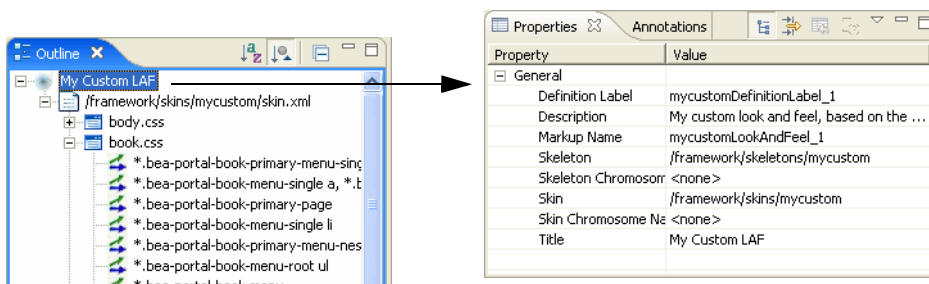 Outline
My Custom LAF
/framework/skins/mycustom/skin.xml
body.css
book.css
*.bea-portal-book-primary-menu-sing
*.bea-portal-book-menu-single a, *.b
*.bea-portal-book-primary-page
*.bea-portal-book-menu-single li
*.bea-portal-book-primary-menu-nes
*.bea-portal-book-menu-root ul
Properties Annotations
Property Value
General
Definition Label mycustomDefinitionLabel_1
Description My custom look and feel, based on the ...
Markup Name mycustomLookAndFeel_1
Skeleton /framework/skeletons/mycustom
Skeleton Chromosom <none>
Skin /framework/skins/mycustom
Skin Chromosome Na <none>
Title My Custom LAF